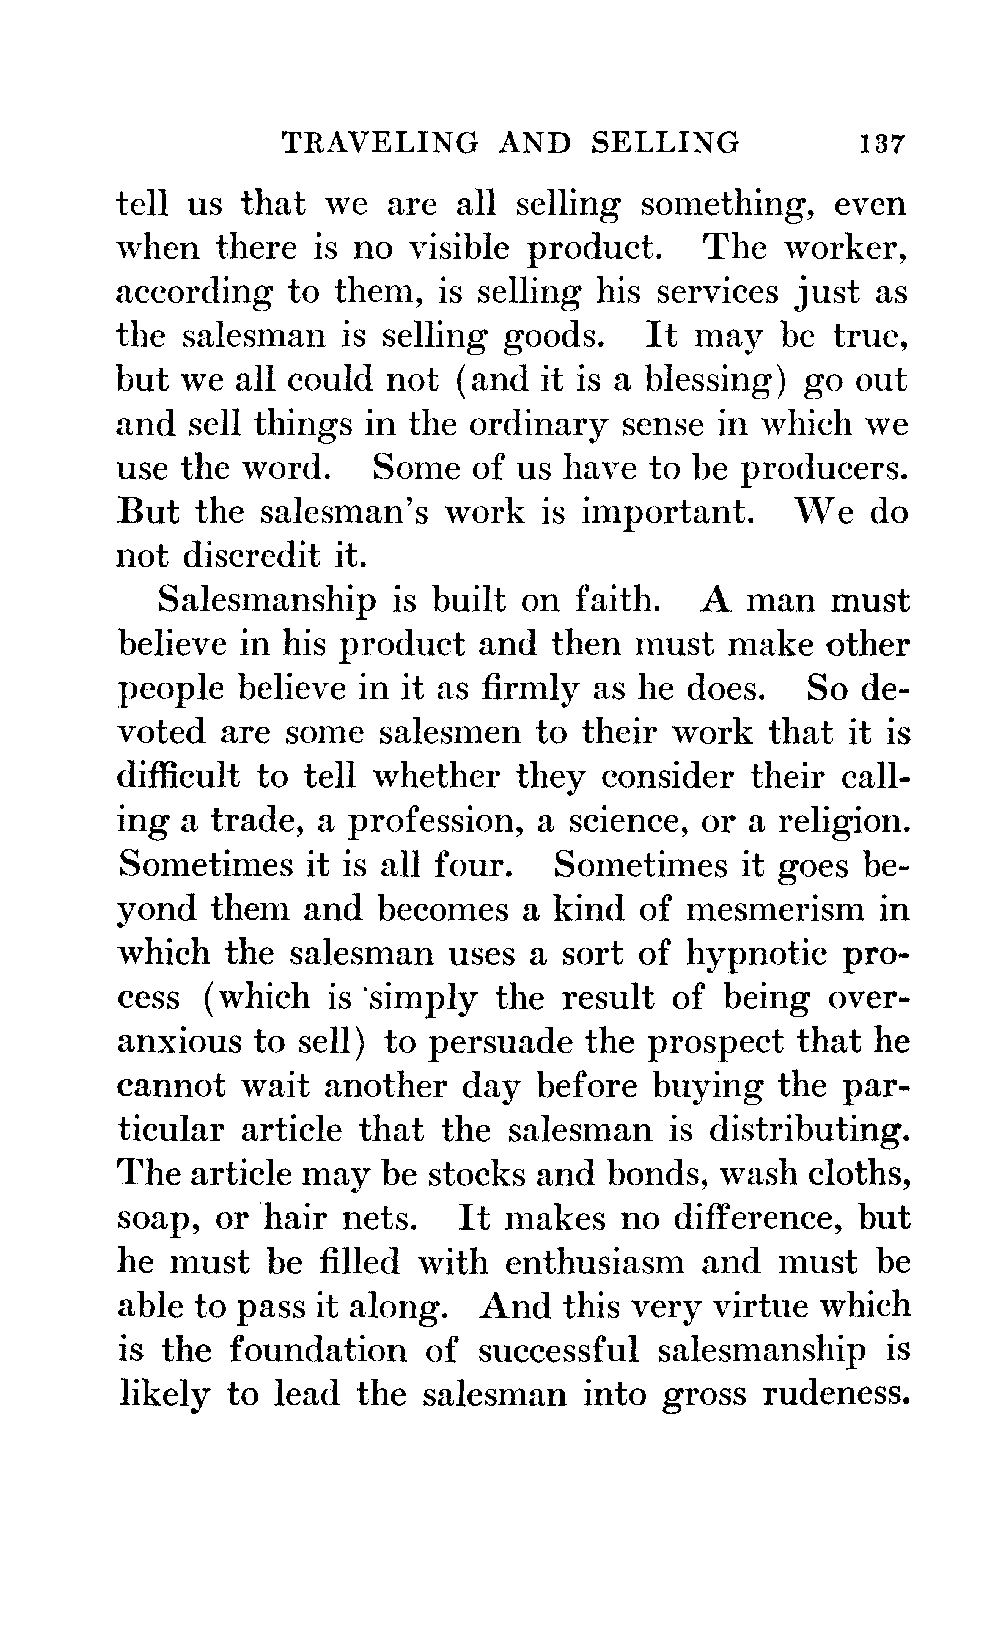 TRAVELING AND SELLING 137
tell us that we are all selling something, even
when there is no visible product. The worker,
according to them, is selling his services just as
the salesman is selling goods. It may be true,
but we all could not (and it is a blessing) go out
and sell things in the ordinary sense in which we
use the word. Some of us have to be producers.
But the salesman's work is important. We do
not discredit it.
Salesmanship is built on faith. A man must
believe in his product and then must make other
people believe in it as firmly as he does. So de-
voted are some salesmen to their work that it is
difficult to tell whether they consider their call-
ing a trade, a profession, a science, or a religion.
Sometimes it is all four. Sometimes it goes be-
yond them and becomes a kind of mesmerism in
which the salesman uses a sort of hypnotic pro-
cess (which is simply the result of being over-
anxious to sell) to persuade the prospect that he
cannot wait another day before buying the par-
ticular article that the salesman is distributing.
The article may be stocks and bonds, wash cloths,
soap, or hair nets. It makes no difference, but
he must be filled with enthusiasm and must be
able to pass it along. And this very virtue which
is the foundation of successful salesmanship is
likely to lead the salesman into gross rudeness.